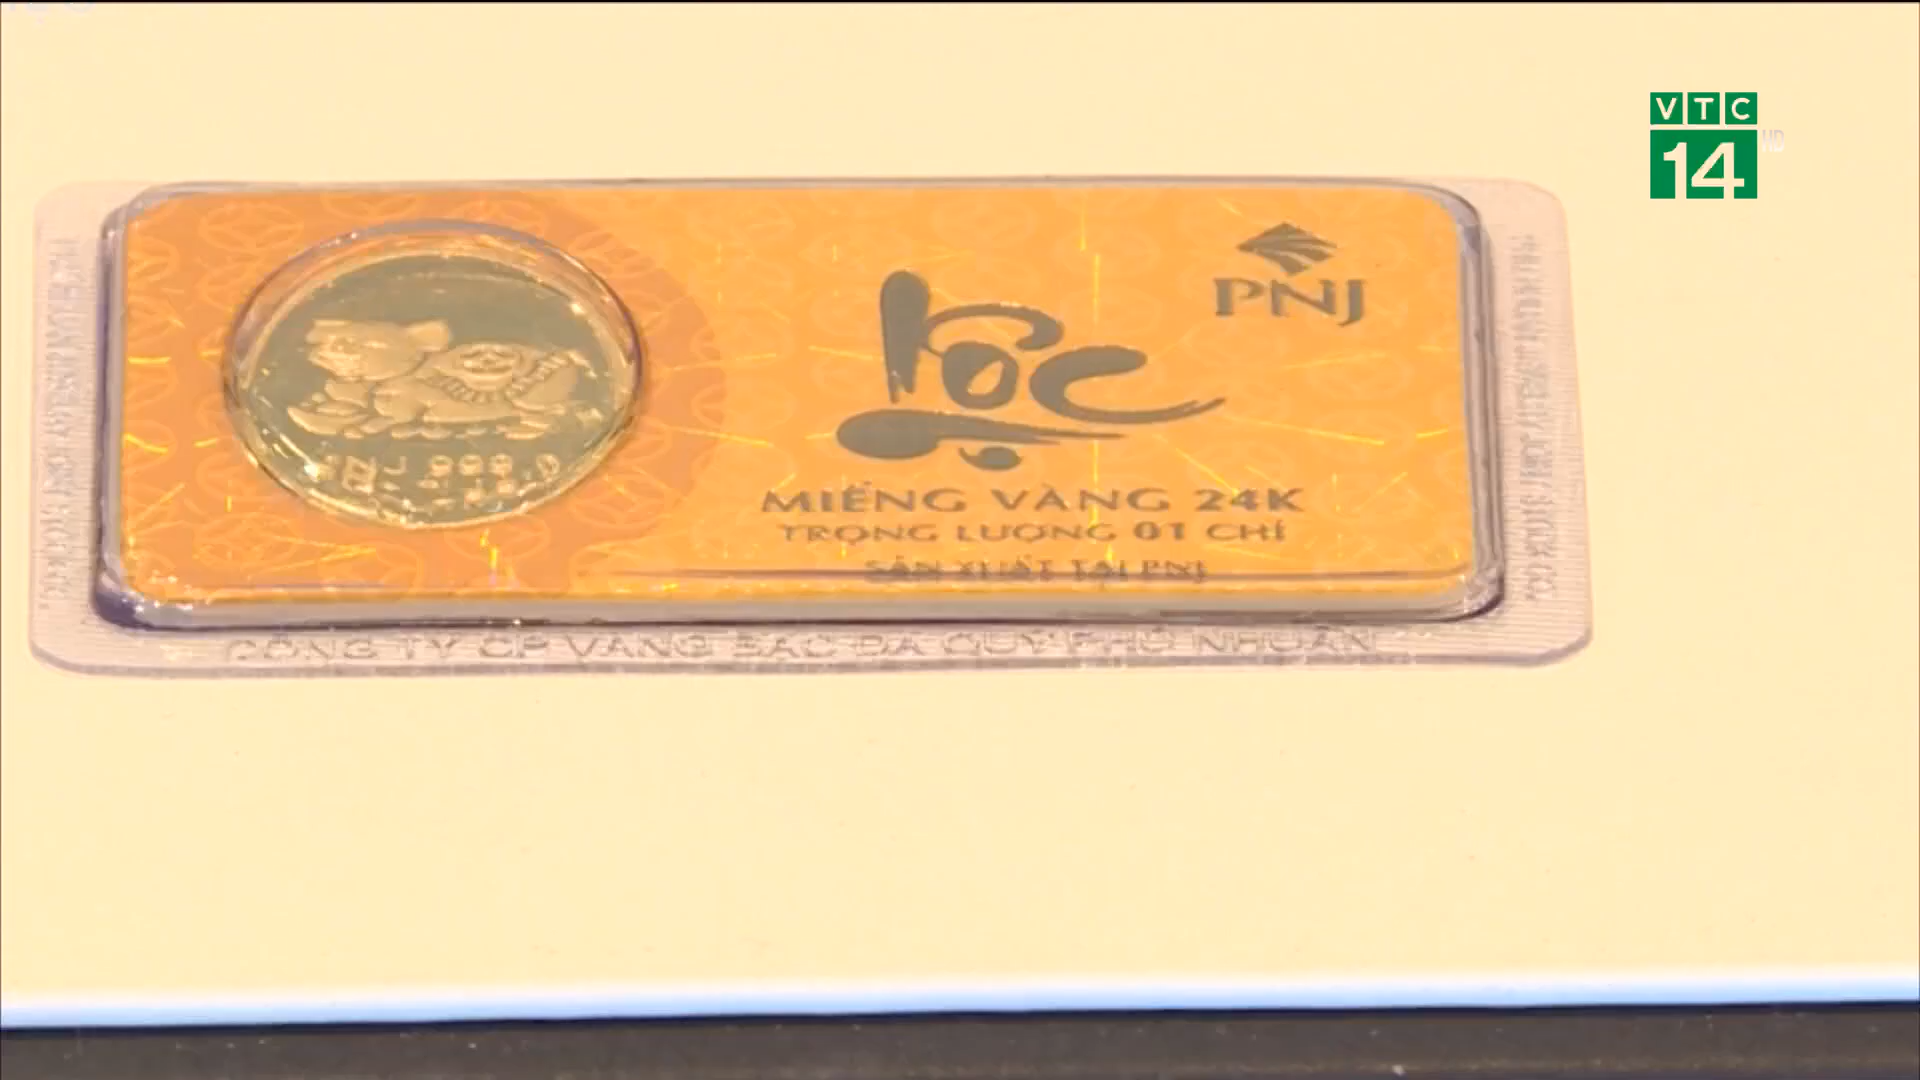 VTC
14
HD
PNJ
Lộc
MIẾNG VÀNG 24K
TRỌNG LƯỢNG 01 CHỈ
SẢN XUẤT TẠI PNJ
CÔNG TY CP VÀNG BẠC ĐÁ QUÝ PHÚ NHUẬN